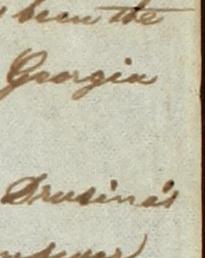 been the
Georgia
Drusina's